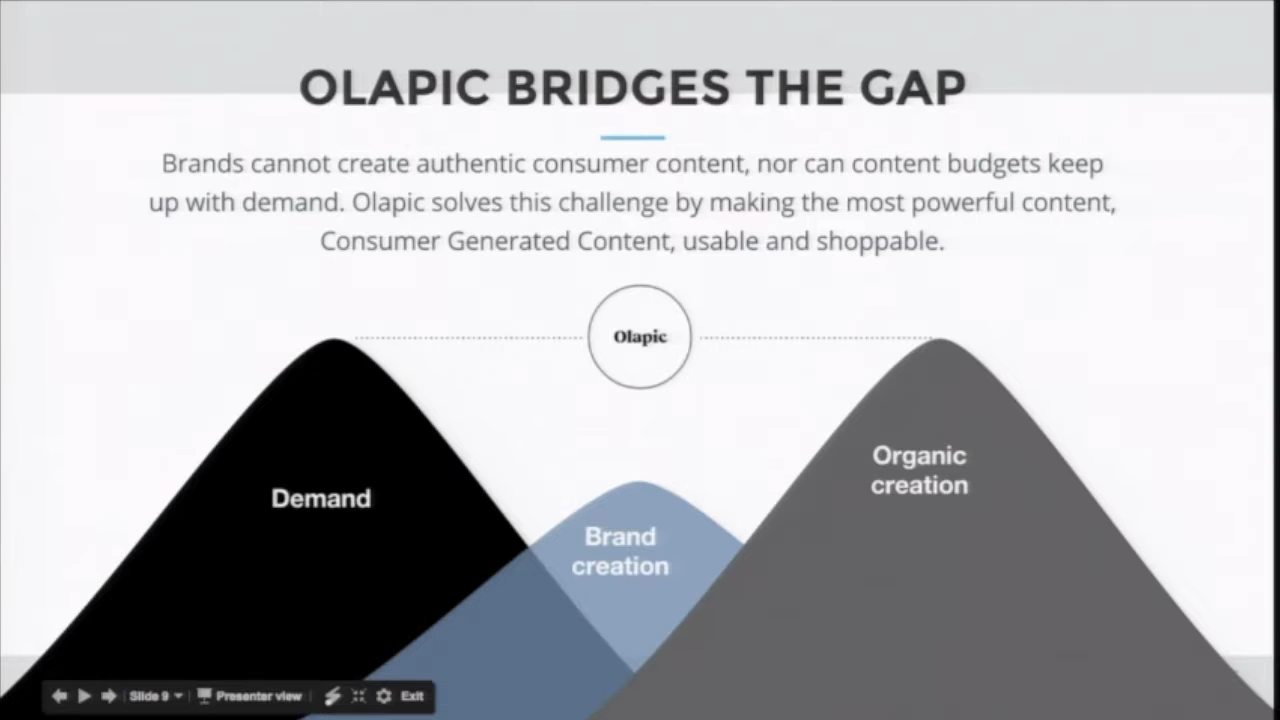 OLAPIC BRIDGES THE GAP
Brands cannot create authentic consumer content, nor can content budgets keep
up with demand. Olapic solves this challenge by making the most powerful content,
Consumer Generated Content, usable and shoppable.
Olapic
Organic
creation
Demand
Brand
creation
Slide 9
Presenter view
Exit